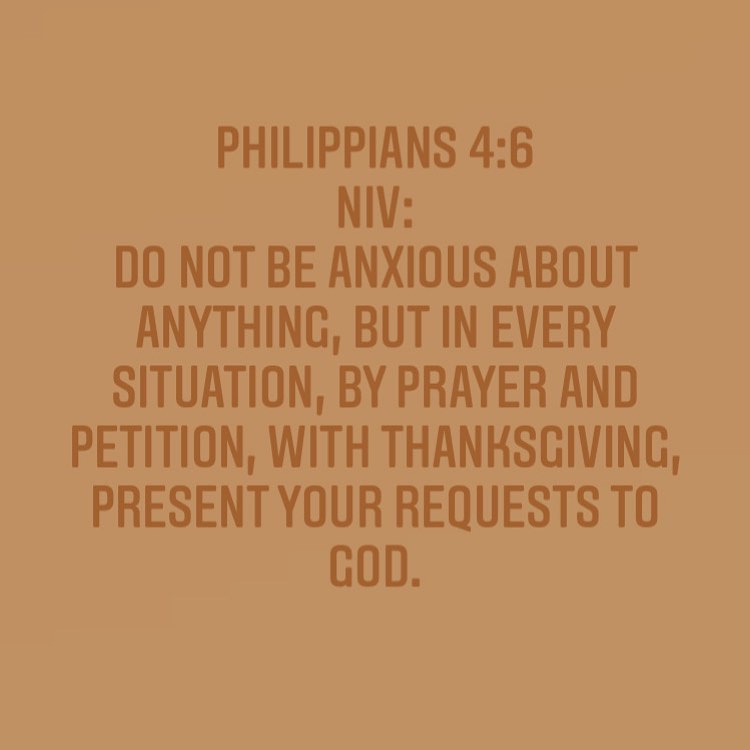 PHILIPPIANS 4:6
NIV:
DO NOT BE ANXIOUS ABOUT
ANYTHING, BUT IN EVERY
SITUATION, BY PRAYER AND
PETITION, WITH THANKSGIVING,
PRESENT YOUR REQUESTS TO
GOD.